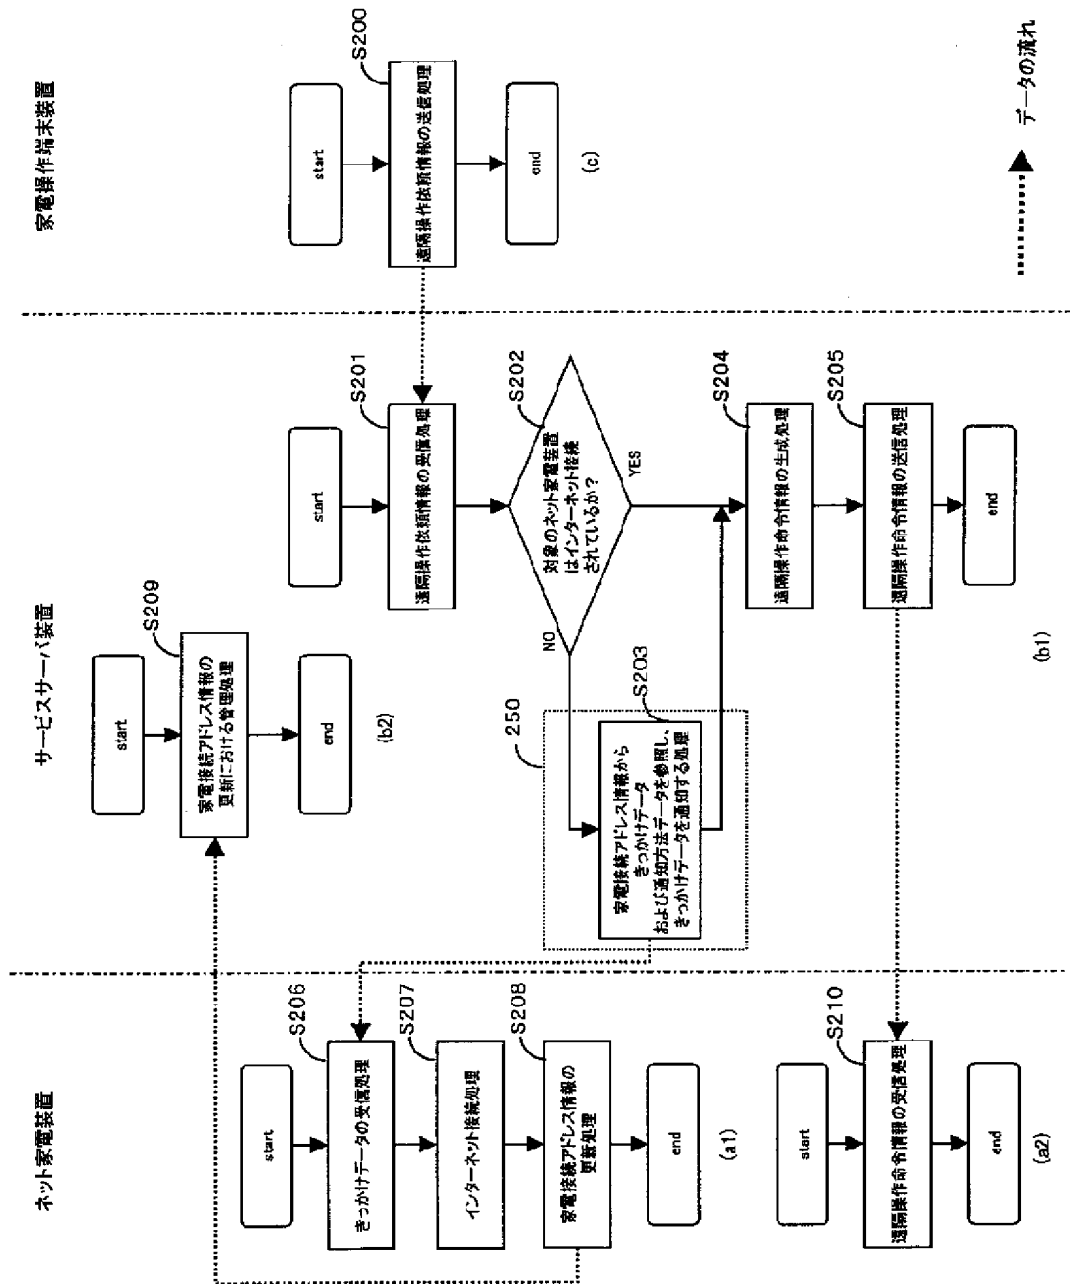 ネット家電装置
サービスサーバ装置
家電操作端末装置
start
S206
きっかけデータの受信処理
S207
インターネット接続処理
S208
家電接続アドレス情報の
更新処理
end
(a1)
start
S210
遠隔操作命令情報の受信処理
end
(a2)
start
S209
家電接続アドレス情報の
更新における管理処理
end
(b2)
start
S201
遠隔操作依頼情報の受信処理
S202
対象のネット家電装置
はインターネット接続
されているか?
NO
YES
250
S203
家電接続アドレス情報から
きっかけデータ
および通知方法データを参照し、
きっかけデータを通知する処理
S204
遠隔操作命令情報の生成処理
S205
遠隔操作命令情報の送信処理
end
(b1)
start
S200
遠隔操作依頼情報の送信処理
end
(c)
データの流れ